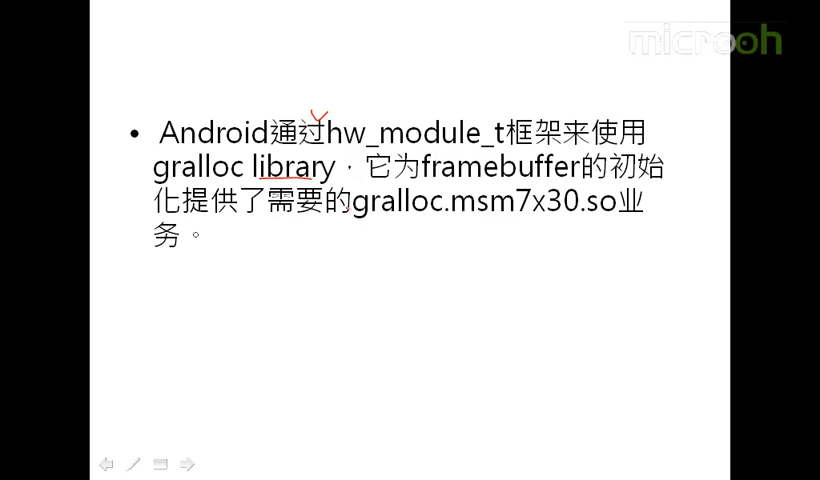 microoh
• Android通过hw_module_t框架来使用
gralloc library，它为framebuffer的初始
化提供了需要的gralloc.msm7x30.so业
务。